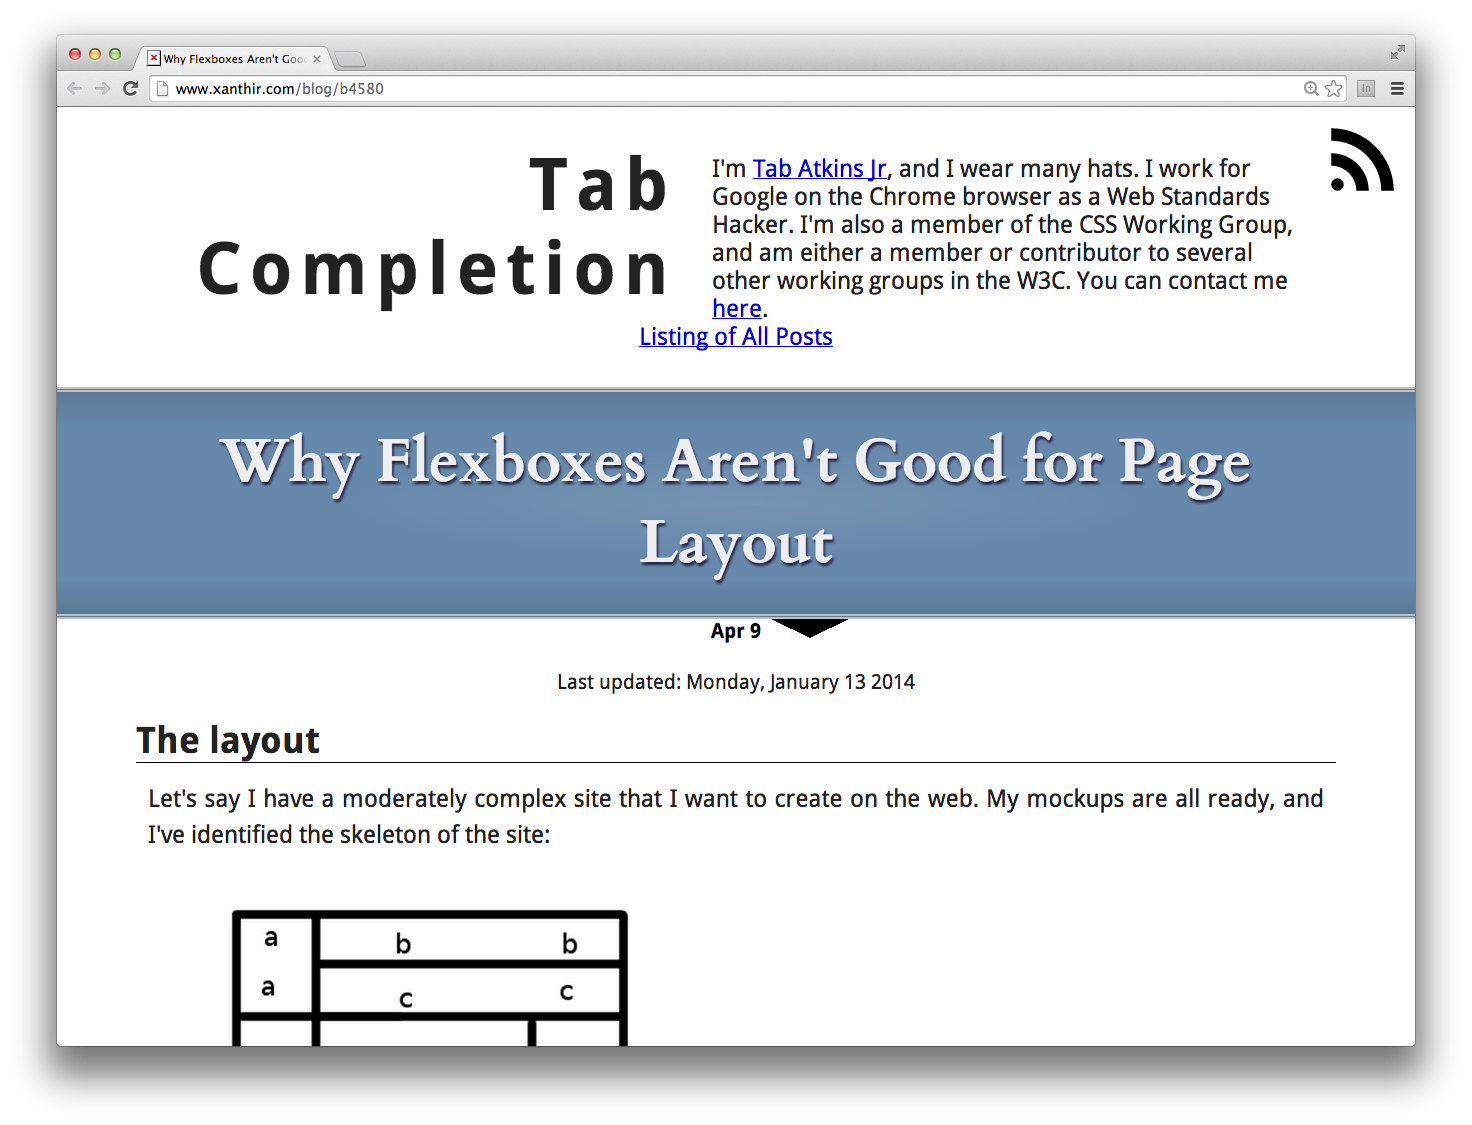 Why Flexboxes Aren't Goo
www.xanthir.com/blog/b4580
In
Tab
Completion
I'm Tab Atkins Jr, and I wear many hats. I work for
Google on the Chrome browser as a Web Standards
Hacker. I'm also a member of the CSS Working Group,
and am either a member or contributor to several
other working groups in the W3C. You can contact me
here.
Listing of All Posts
Why Flexboxes Aren't Good for Page
Layout
Apr 9
Last updated: Monday, January 13 2014
The layout
Let's say I have a moderately complex site that I want to create on the web. My mockups are all ready, and
I've identified the skeleton of the site:
a b b
a c c